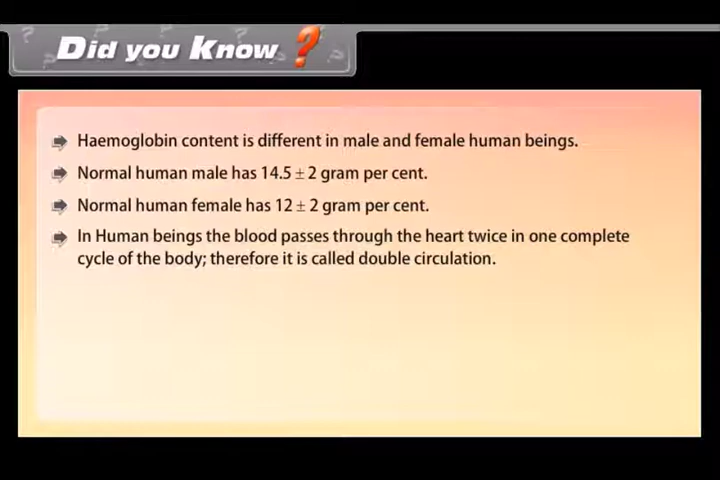 Did you Know ?
Haemoglobin content is different in male and female human beings.
Normal human male has 14.5 ± 2 gram per cent.
Normal human female has 12 ± 2 gram per cent.
In Human beings the blood passes through the heart twice in one complete
cycle of the body; therefore it is called double circulation.